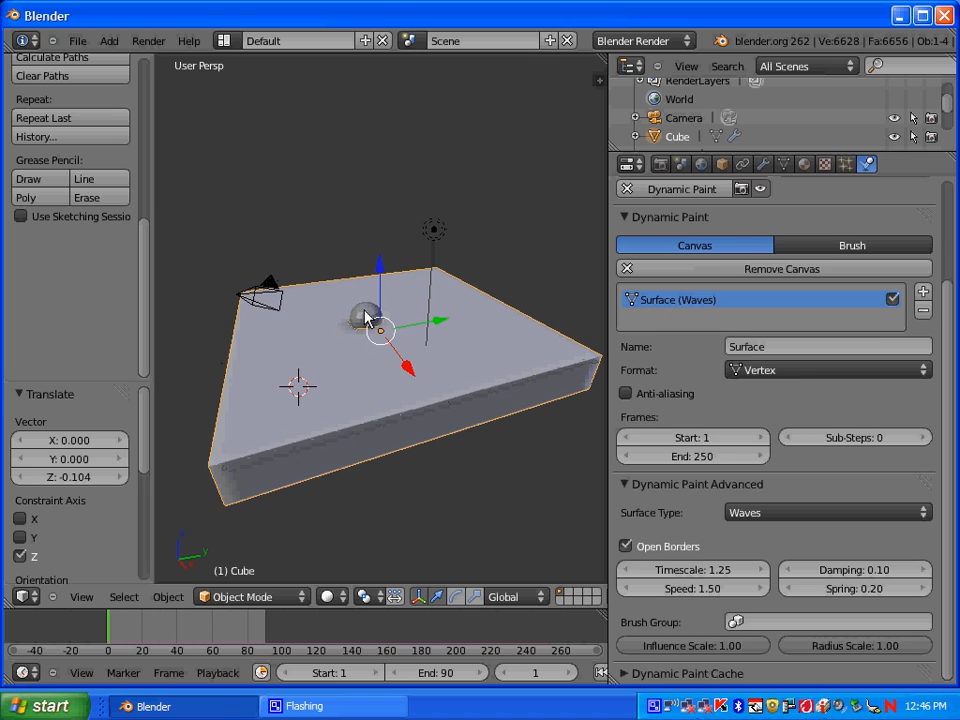 Blender
File Add Render Help Default Scene Blender Render blender.org 262 | Ve:6628 | Fa:6656 | Ob:1-4 |
View Search All Scenes
RenderLayers
World
Camera
Cube
Calculate Paths
Clear Paths
Repeat:
Repeat Last
History...
Grease Pencil:
Draw Line
Poly Erase
Use Sketching Sessio
Translate
Vector
X: 0.000
Y: 0.000
Z: -0.104
Constraint Axis
X
Y
Z
Orientation
User Persp
z
y
x
(1) Cube
View Select Object Object Mode Global
Dynamic Paint
Dynamic Paint
Canvas Brush
Remove Canvas
Surface (Waves)
Name: Surface
Format: Vertex
Anti-aliasing
Frames:
Start: 1 Sub-Steps: 0
End: 250
Dynamic Paint Advanced
Surface Type: Waves
Open Borders
Timescale: 1.25 Damping: 0.10
Speed: 1.50 Spring: 0.20
Brush Group:
Influence Scale: 1.00 Radius Scale: 1.00
Dynamic Paint Cache
-40 -20 0 20 40 60 80 100 120 140 160 180 200 220 240 260
View Marker Frame Playback Start: 1 End: 90 1
start Blender Flashing 12:46 PM